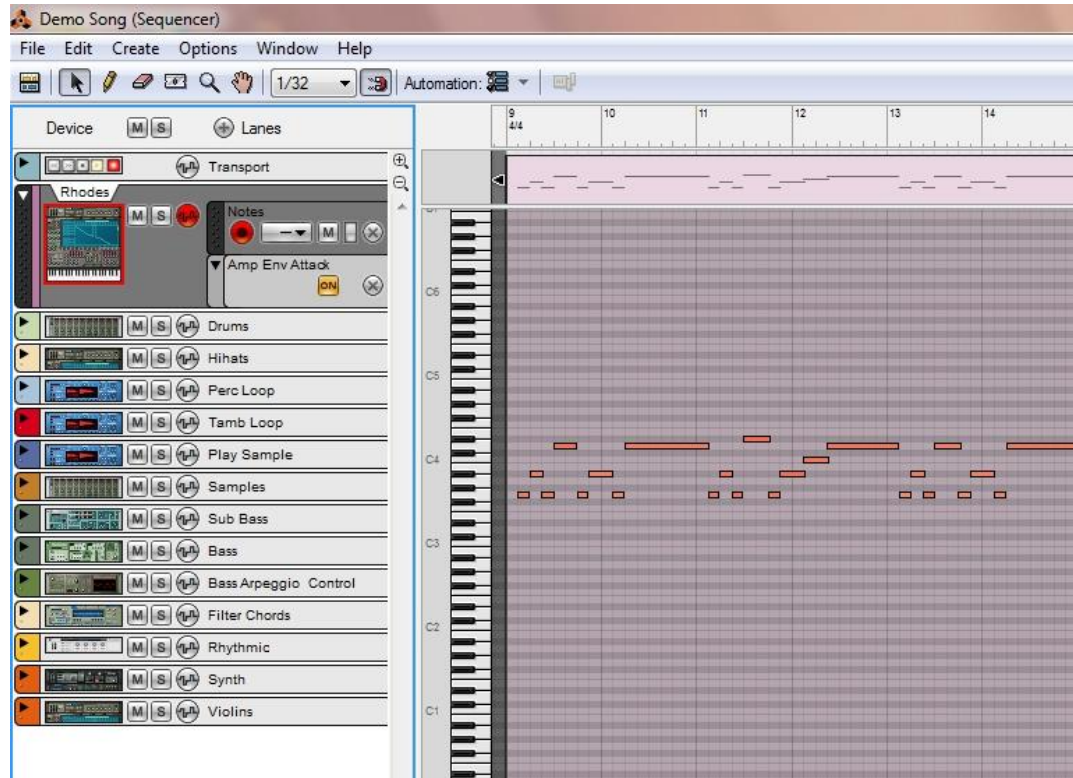 Demo Song (Sequencer)
File Edit Create Options Window Help
1/32 Automation:
Device M S Lanes
9 10 11 12 13 14
4/4
Transport
Rhodes
M S Notes
M
Amp Env Attack
ON
C6
M S Drums
M S Hihats
C5
M S Perc Loop
M S Tamb Loop
M S Play Sample
C4
M S Samples
M S Sub Bass
C3
M S Bass
M S Bass Arpeggio Control
M S Filter Chords
C2
M S Rhythmic
M S Synth
M S Violins
C1